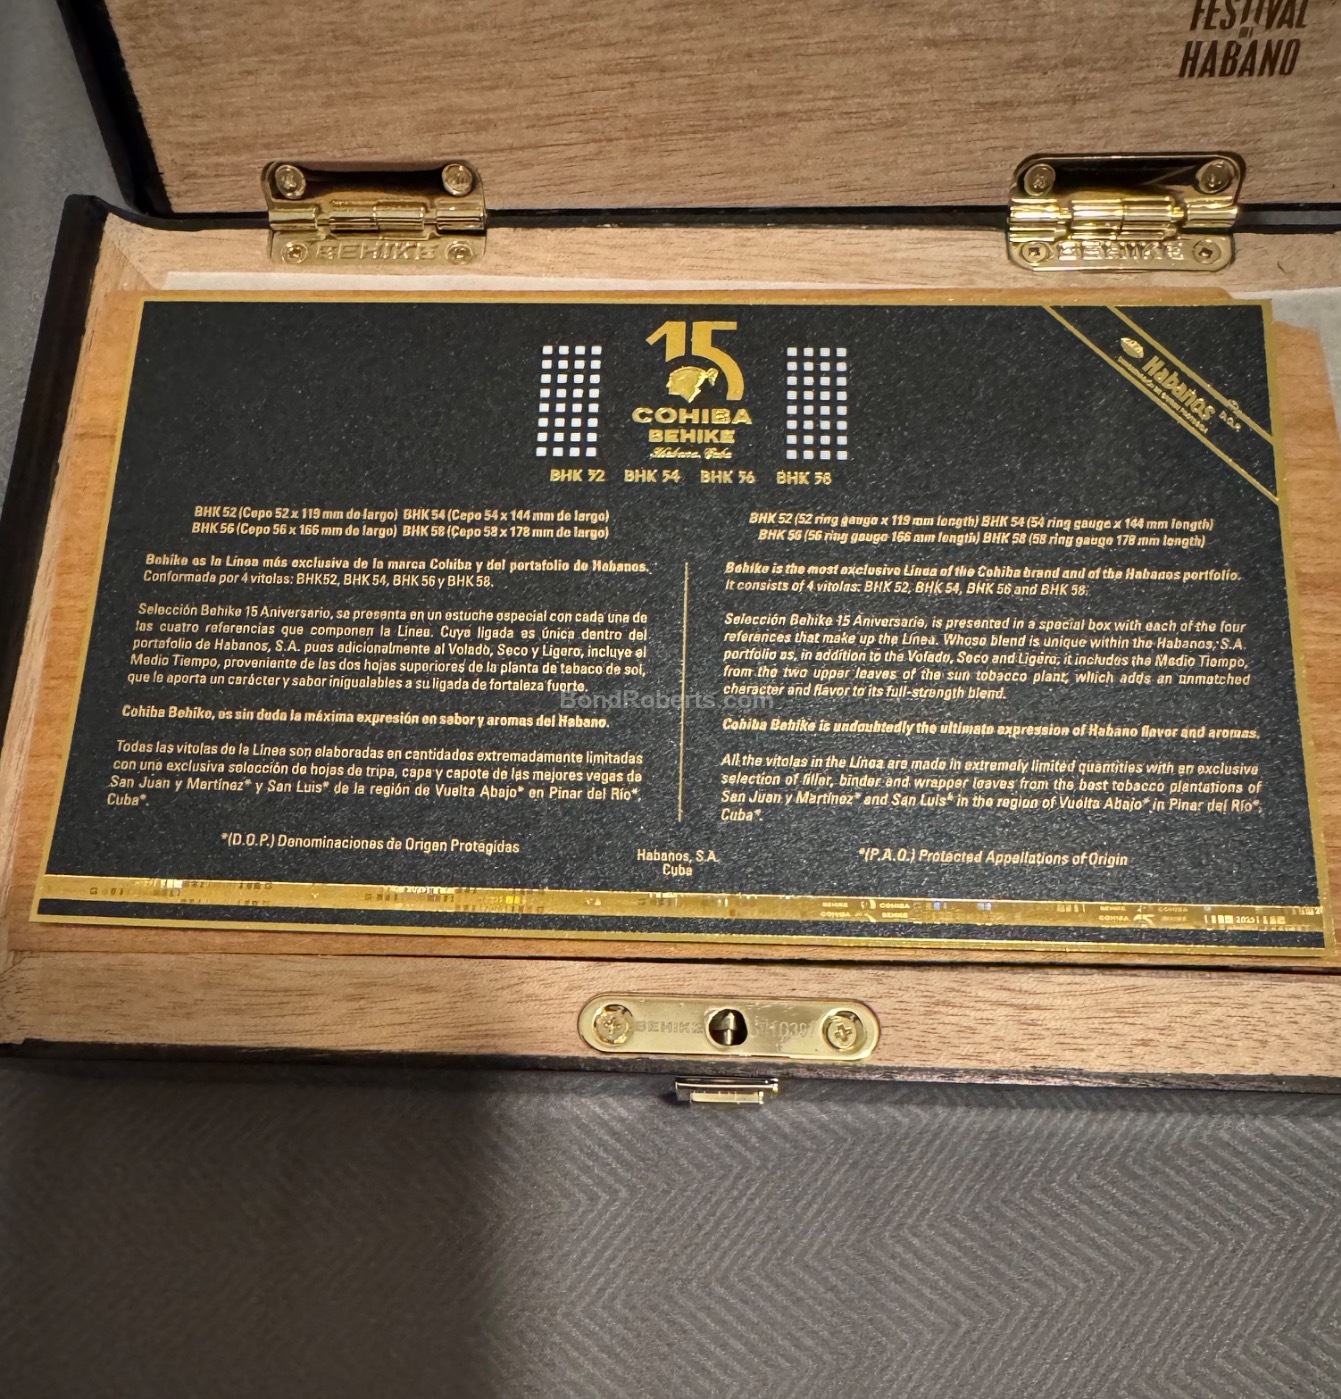 FESTIVAL
DEL
HABANO
BEHIKE
BEHIKE
15
COHIBA
BEHIKE
Habana, Cuba
Habanos
D.O.P.
BHK 52 BHK 54 BHK 56 BHK 58
BHK 52 (Cepo 52 x 119 mm de largo) BHK 54 (Cepo 54 x 144 mm de largo)
BHK 56 (Cepo 56 x 166 mm de largo) BHK 58 (Cepo 58 x 178 mm de largo)
Behike es la Línea más exclusiva de la marca Cohiba y del portafolio de Habanos.
Conformada por 4 vitolas: BHK52, BHK 54, BHK 56 y BHK 58.
Selección Behike 15 Aniversario, se presenta en un estuche especial con cada una de
las cuatro referencias que componen la Línea. Cuya ligada es única dentro del
portafolio de Habanos, S.A. pues adicionalmente al Volado, Seco y Ligero, incluye el
Medio Tiempo, proveniente de las dos hojas superiores de la planta de tabaco de sol,
que le aporta un carácter y sabor inigualables a su ligada de fortaleza fuerte.
Cohiba Behike, es sin duda la máxima expresión en sabor y aromas del Habano.
Todas las vitolas de la Línea son elaboradas en cantidades extremadamente limitadas
con una exclusiva selección de hojas de tripa, capa y capote de las mejores vegas de
San Juan y Martínez* y San Luis* de la región de Vuelta Abajo* en Pinar del Río*,
Cuba*.
*(D.O.P.) Denominaciones de Origen Protegidas
BHK 52 (52 ring gauge x 119 mm length) BHK 54 (54 ring gauge x 144 mm length)
BHK 56 (56 ring gauge 166 mm length) BHK 58 (58 ring gauge 178 mm length)
Behike is the most exclusive Línea of the Cohiba brand and of the Habanos portfolio.
It consists of 4 vitolas: BHK 52, BHK 54, BHK 56 and BHK 58.
Selección Behike 15 Aniversario, is presented in a special box with each of the four
references that make up the Línea. Whose blend is unique within the Habanos, S.A.
portfolio as, in addition to the Volado, Seco and Ligero, it includes the Medio Tiempo,
from the two upper leaves of the sun tobacco plant, which adds an unmatched
character and flavor to its full-strength blend.
Cohiba Behike is undoubtedly the ultimate expression of Habano flavor and aromas.
All the vitolas in the Línea are made in extremely limited quantities with an exclusive
selection of filler, binder and wrapper leaves from the best tobacco plantations of
San Juan y Martínez* and San Luis* in the region of Vuelta Abajo* in Pinar del Río*,
Cuba*.
*(P.A.O.) Protected Appellations of Origin
Habanos, S.A.
Cuba
BondRoberts.com
BEHIKE COHIBA
COHIBA BEHIKE
BEHIKE COHIBA
COHIBA 15 BEHIKE
2025
BEHIKE